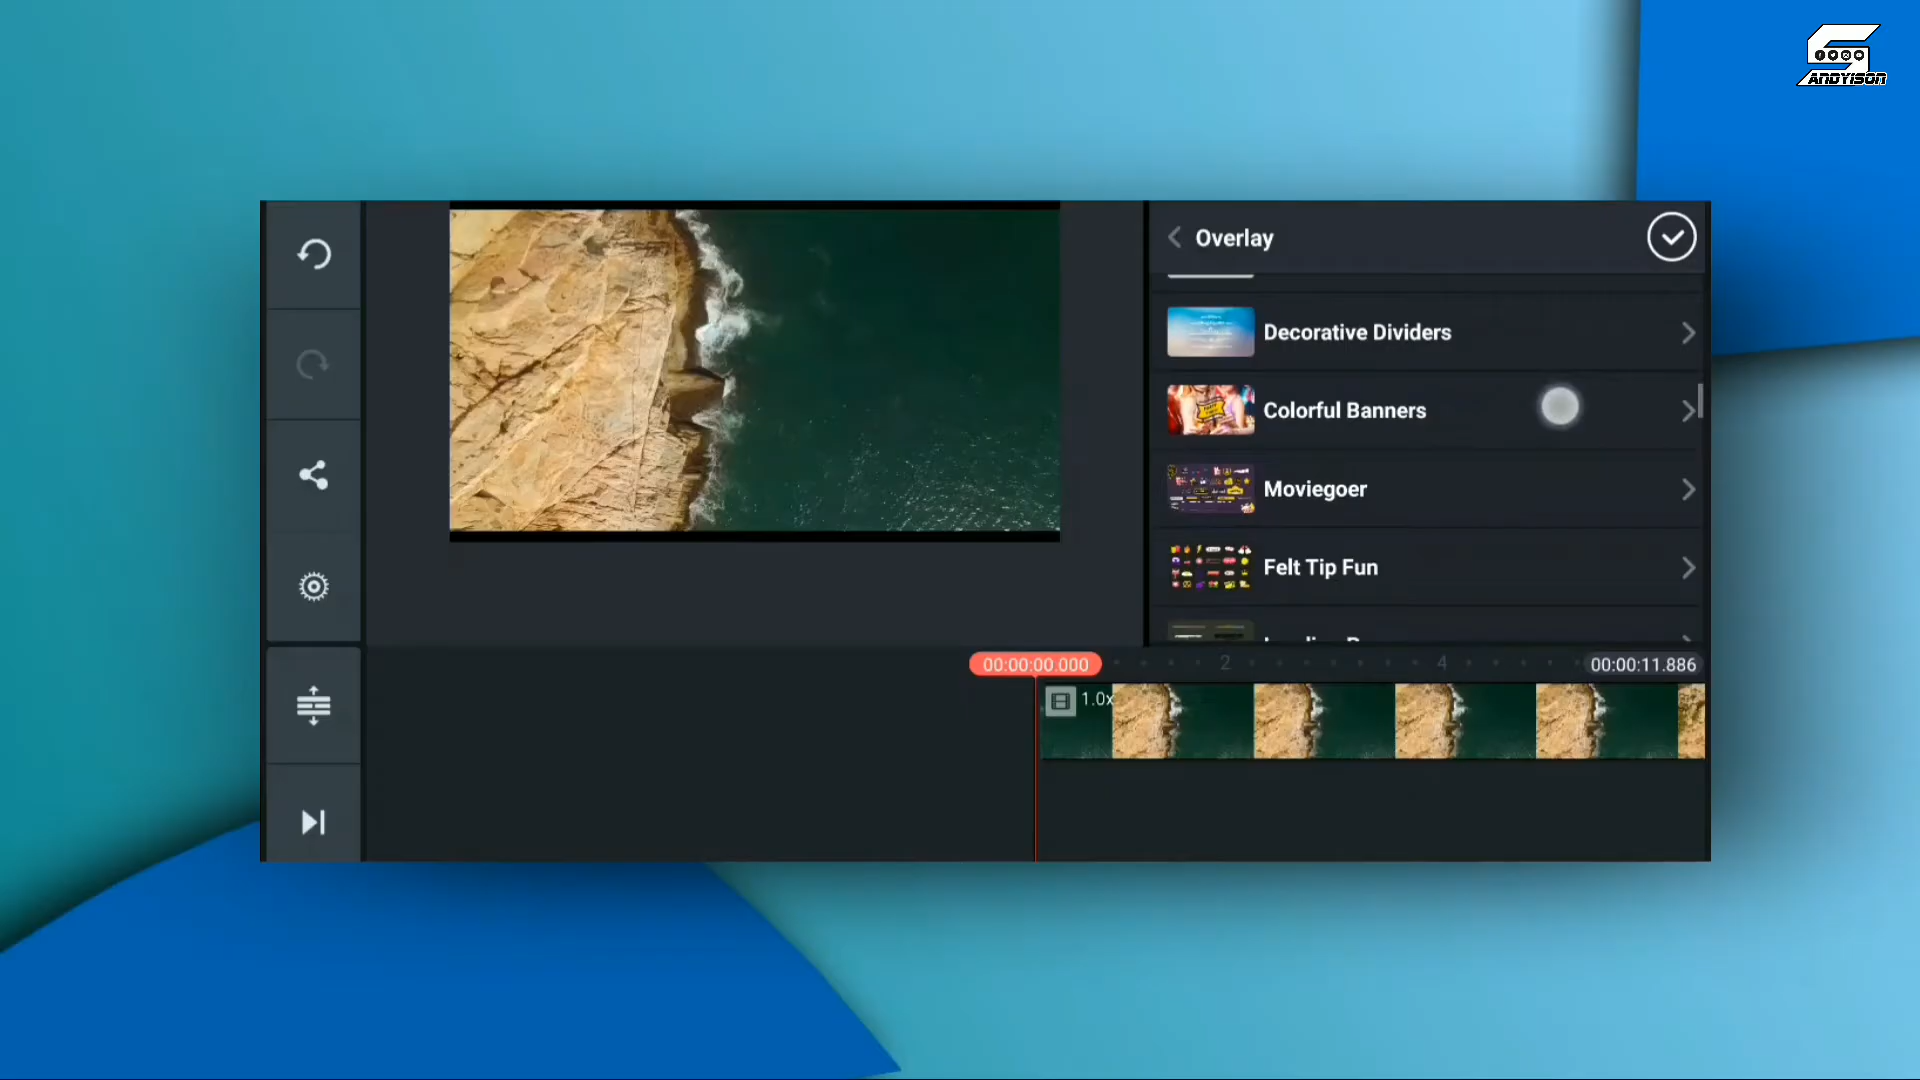 ANDYISON
Overlay
Decorative Dividers
Colorful Banners
Moviegoer
Felt Tip Fun
00:00:00.000
2
4
00:00:11.886
1.0x